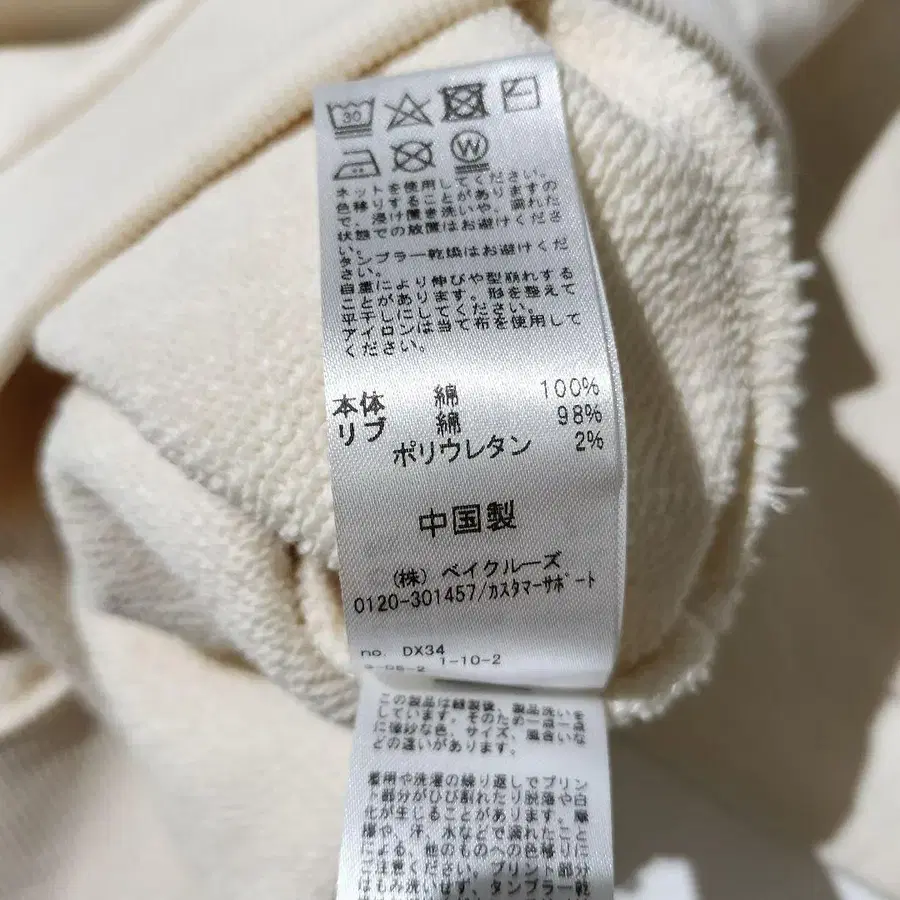 30
W
ネットを使用してください。
色移りすることがありますの
で、浸け置き洗いや、濡れた
状態での放置はお避けくださ
い。
タンブラー乾燥はお避けくだ
さい。
自重により伸びや型崩れする
ことがあります。形を整えて
平干しにしてください。
アイロンは当て布を使用して
ください。
本体 綿 100%
リブ 綿 98%
ポリウレタン 2%
中国製
(株) ベイクルーズ
0120-301457/カスタマーサポート
no. DX34
1-10-2
この製品は縫製後、製品洗いを
しています。そのため一点一点
に微妙な色、サイズ、風合いな
どの違いがあります。
着用や洗濯の繰り返しでプリン
ト部分がひび割れたり脱落や白
化が生じることがあります。摩
擦や、汗、水などで濡れたこと
による、他のものへの色移りに
ご注意ください。プリント部分
はもみ洗いせず、タンブラー乾